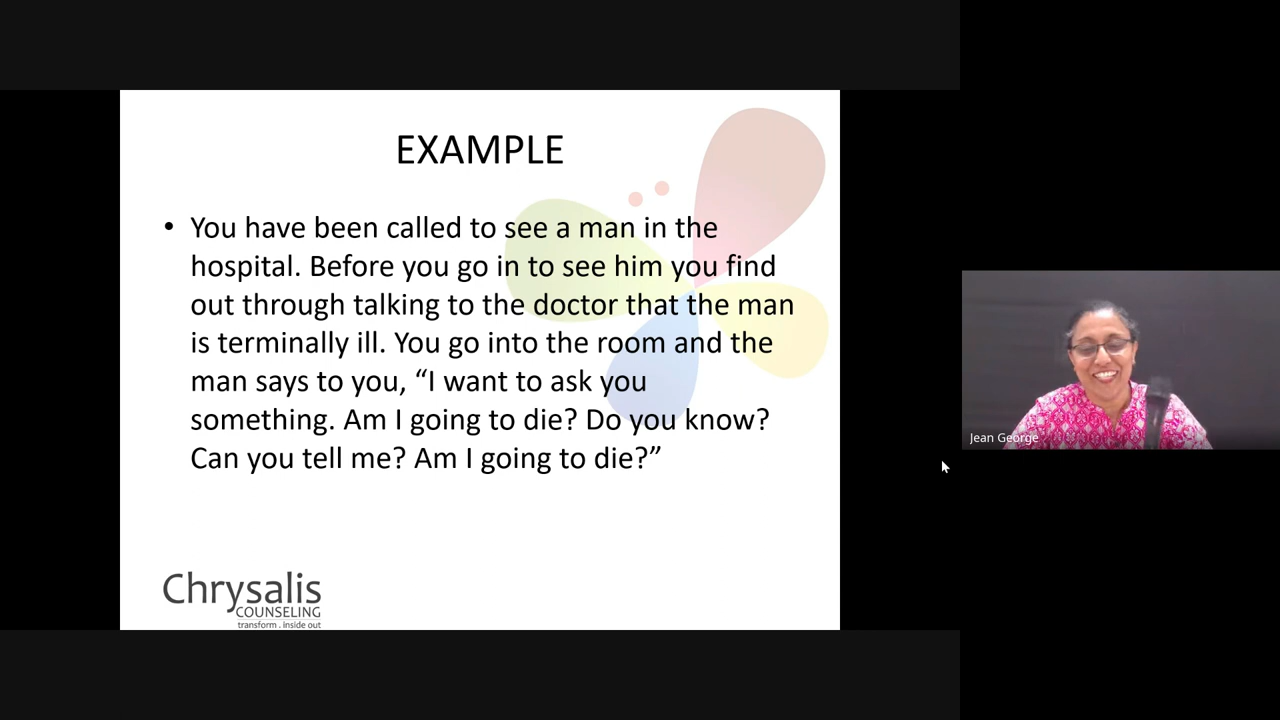 EXAMPLE
• You have been called to see a man in the
hospital. Before you go in to see him you find
out through talking to the doctor that the man
is terminally ill. You go into the room and the
man says to you, “I want to ask you
something. Am I going to die? Do you know?
Can you tell me? Am I going to die?”
Chrysalis
COUNSELING
transform . inside out
Jean George